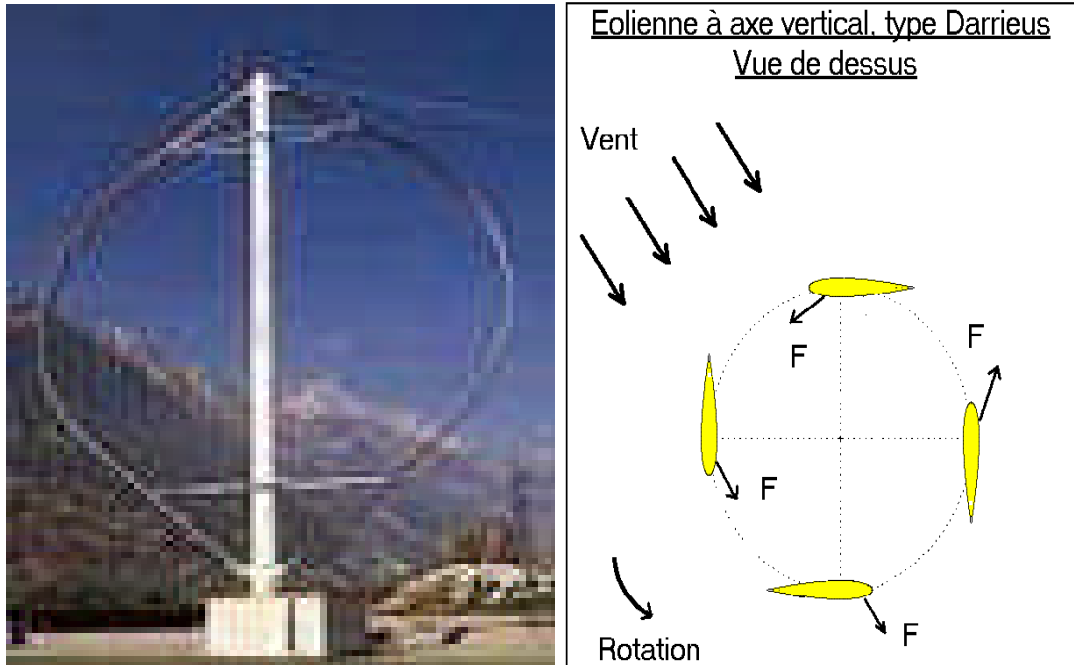 Eolienne à axe vertical, type Darrieus
Vue de dessus
Vent
F
F
F
F
Rotation